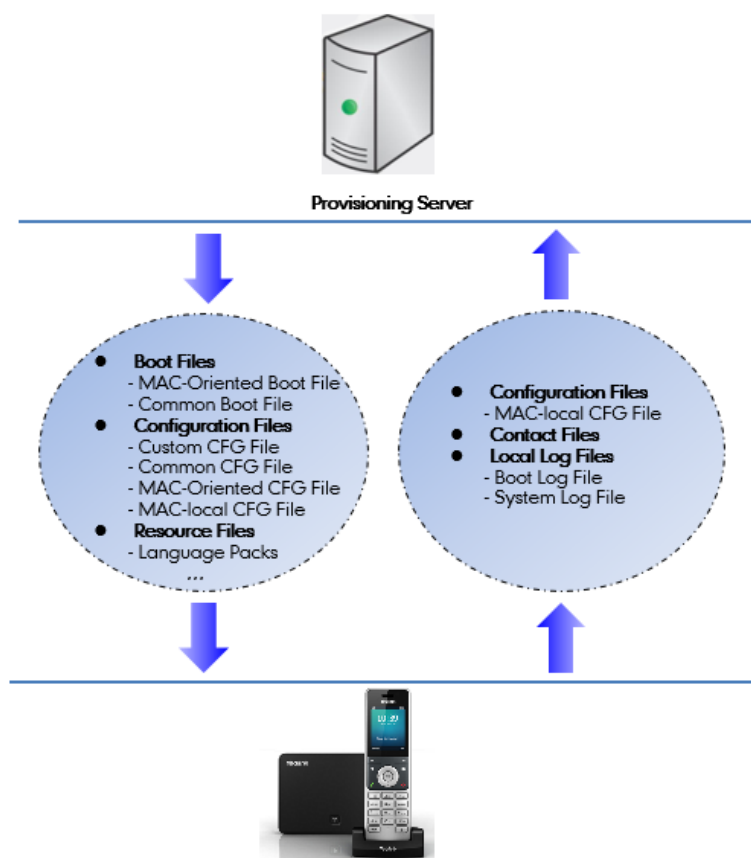 Provisioning Server
● Boot Files
- MAC-Oriented Boot File
- Common Boot File
● Configuration Files
- Custom CFG File
- Common CFG File
- MAC-Oriented CFG File
- MAC-local CFG File
● Resource Files
- Language Packs
...
● Configuration Files
- MAC-local CFG File
● Contact Files
● Local Log Files
- Boot Log File
- System Log File